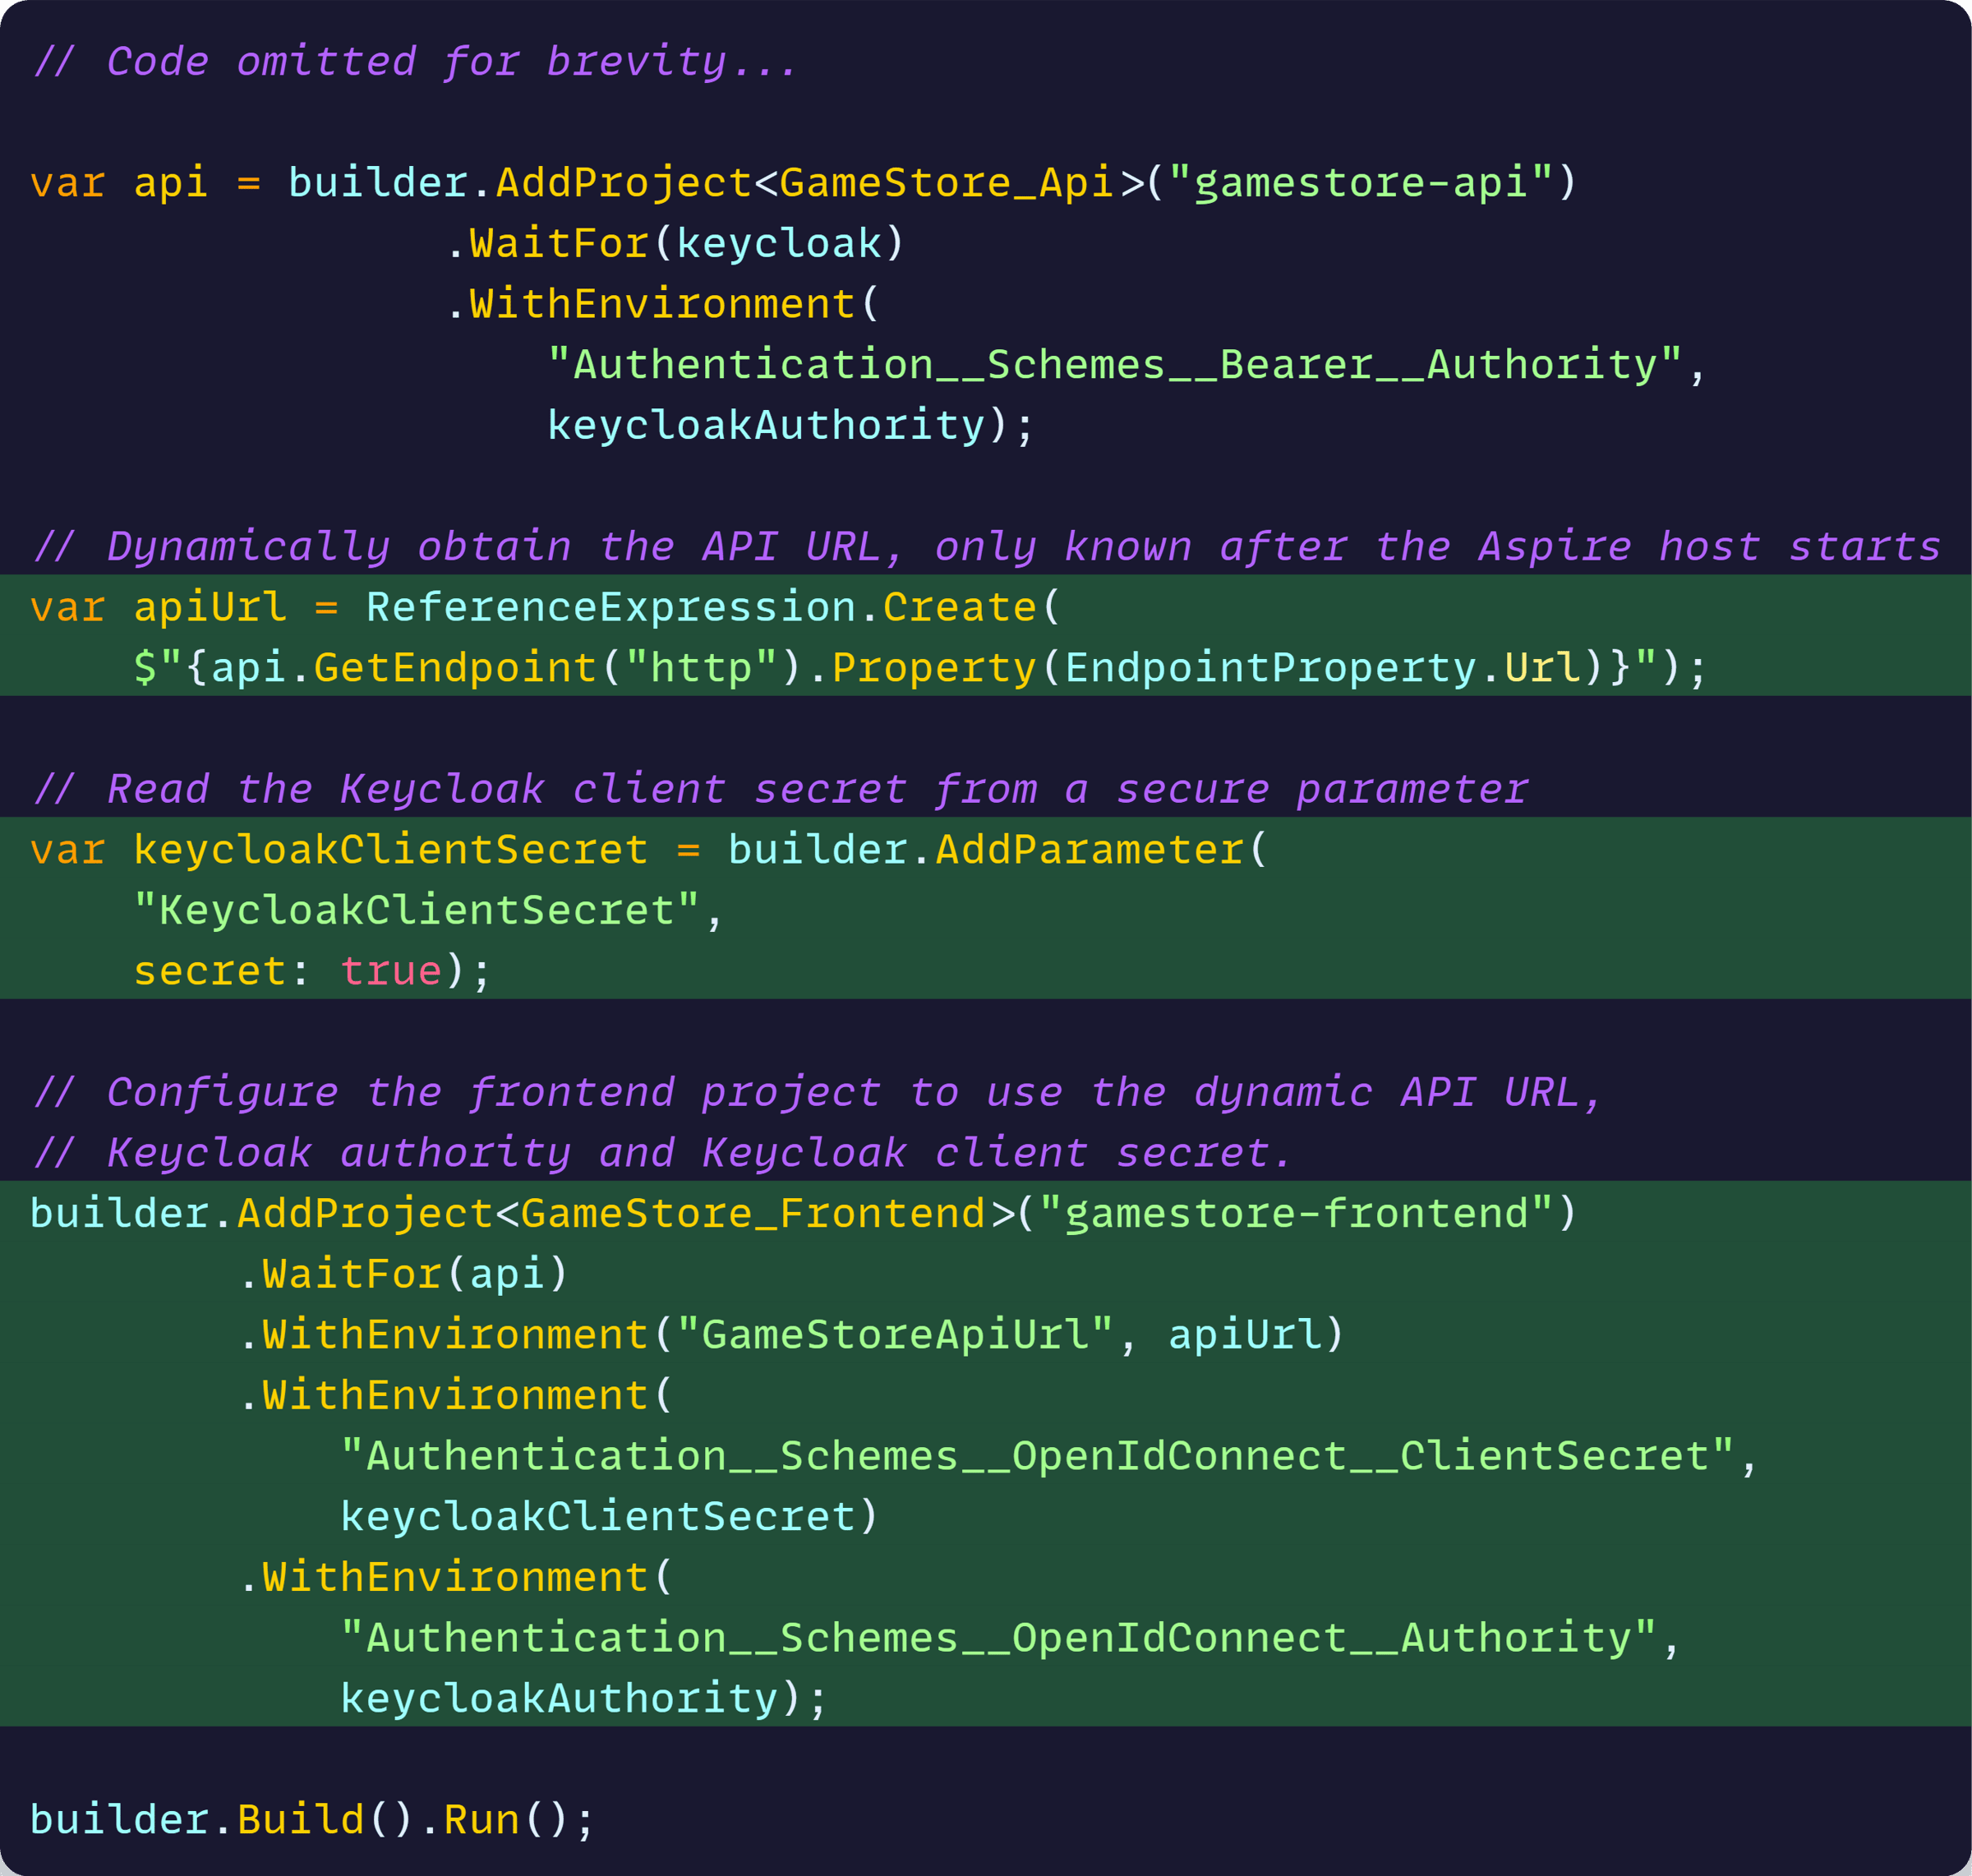 // Code omitted for brevity...

var api = builder.AddProject<GameStore_Api>("gamestore-api")
                .WaitFor(keycloak)
                .WithEnvironment(
                    "Authentication__Schemes__Bearer__Authority",
                    keycloakAuthority);

// Dynamically obtain the API URL, only known after the Aspire host starts
var apiUrl = ReferenceExpression.Create(
    $"{api.GetEndpoint("http").Property(EndpointProperty.Url)}");

// Read the Keycloak client secret from a secure parameter
var keycloakClientSecret = builder.AddParameter(
    "KeycloakClientSecret",
    secret: true);

// Configure the frontend project to use the dynamic API URL,
// Keycloak authority and Keycloak client secret.
builder.AddProject<GameStore_Frontend>("gamestore-frontend")
        .WaitFor(api)
        .WithEnvironment("GameStoreApiUrl", apiUrl)
        .WithEnvironment(
            "Authentication__Schemes__OpenIdConnect__ClientSecret",
            keycloakClientSecret)
        .WithEnvironment(
            "Authentication__Schemes__OpenIdConnect__Authority",
            keycloakAuthority);

builder.Build().Run();